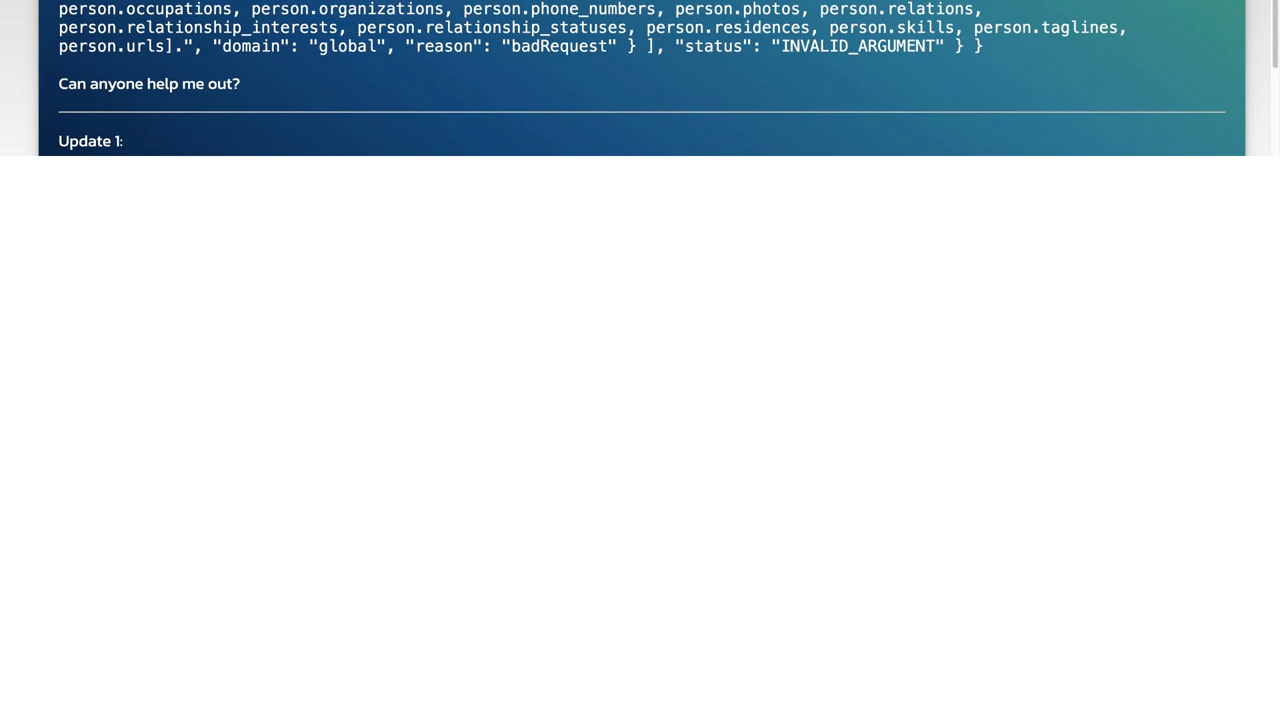 person.occupations, person.organizations, person.phone_numbers, person.photos, person.relations,
person.relationship_interests, person.relationship_statuses, person.residences, person.skills, person.taglines,
person.urls].", "domain": "global", "reason": "badRequest" } ], "status": "INVALID_ARGUMENT" } }
Can anyone help me out?
Update 1: